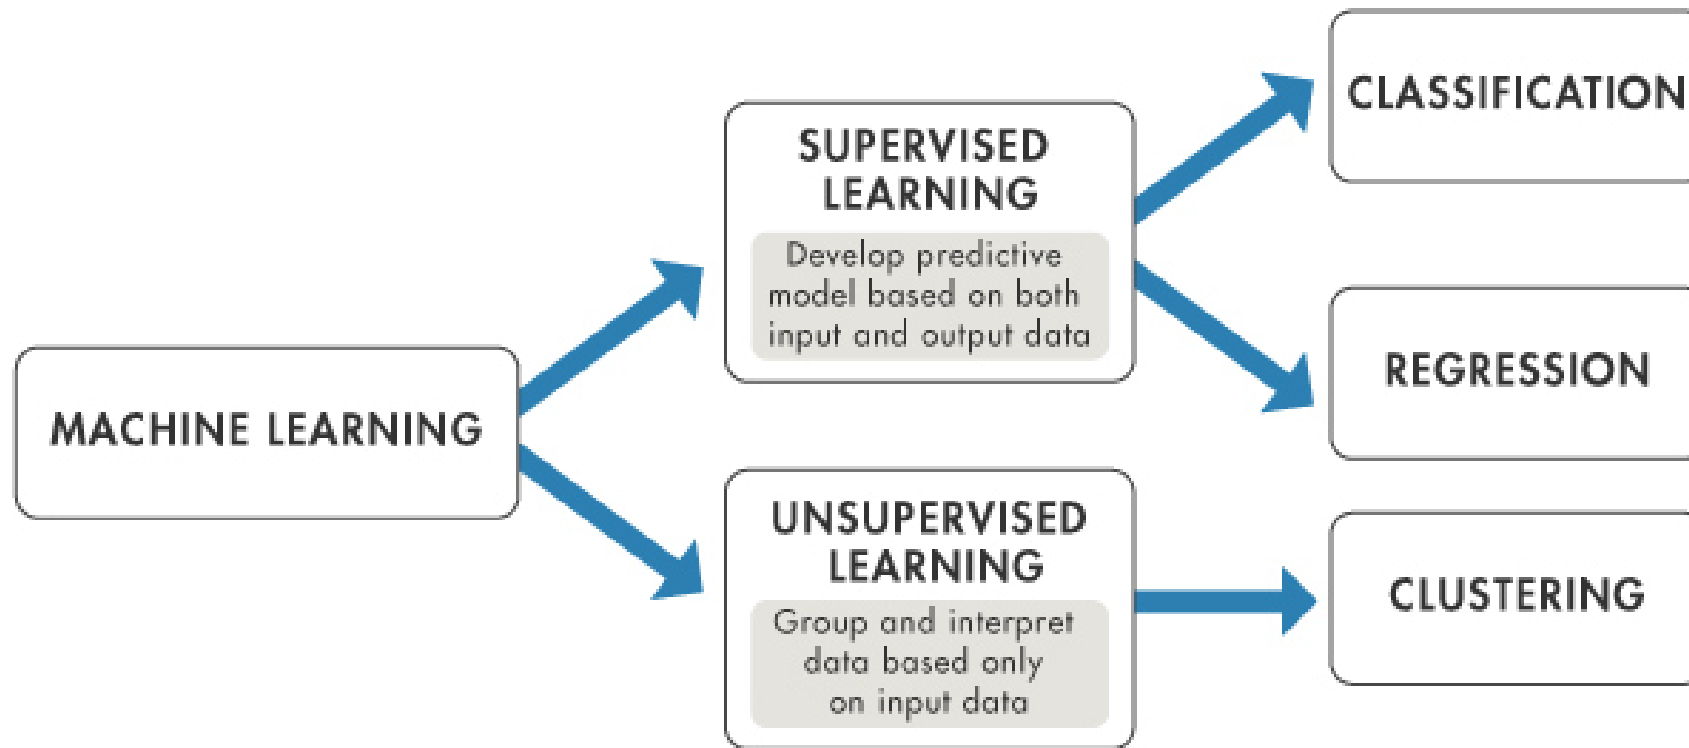 MACHINE LEARNING
SUPERVISED
LEARNING
Develop predictive
model based on both
input and output data
UNSUPERVISED
LEARNING
Group and interpret
data based only
on input data
CLASSIFICATION
REGRESSION
CLUSTERING